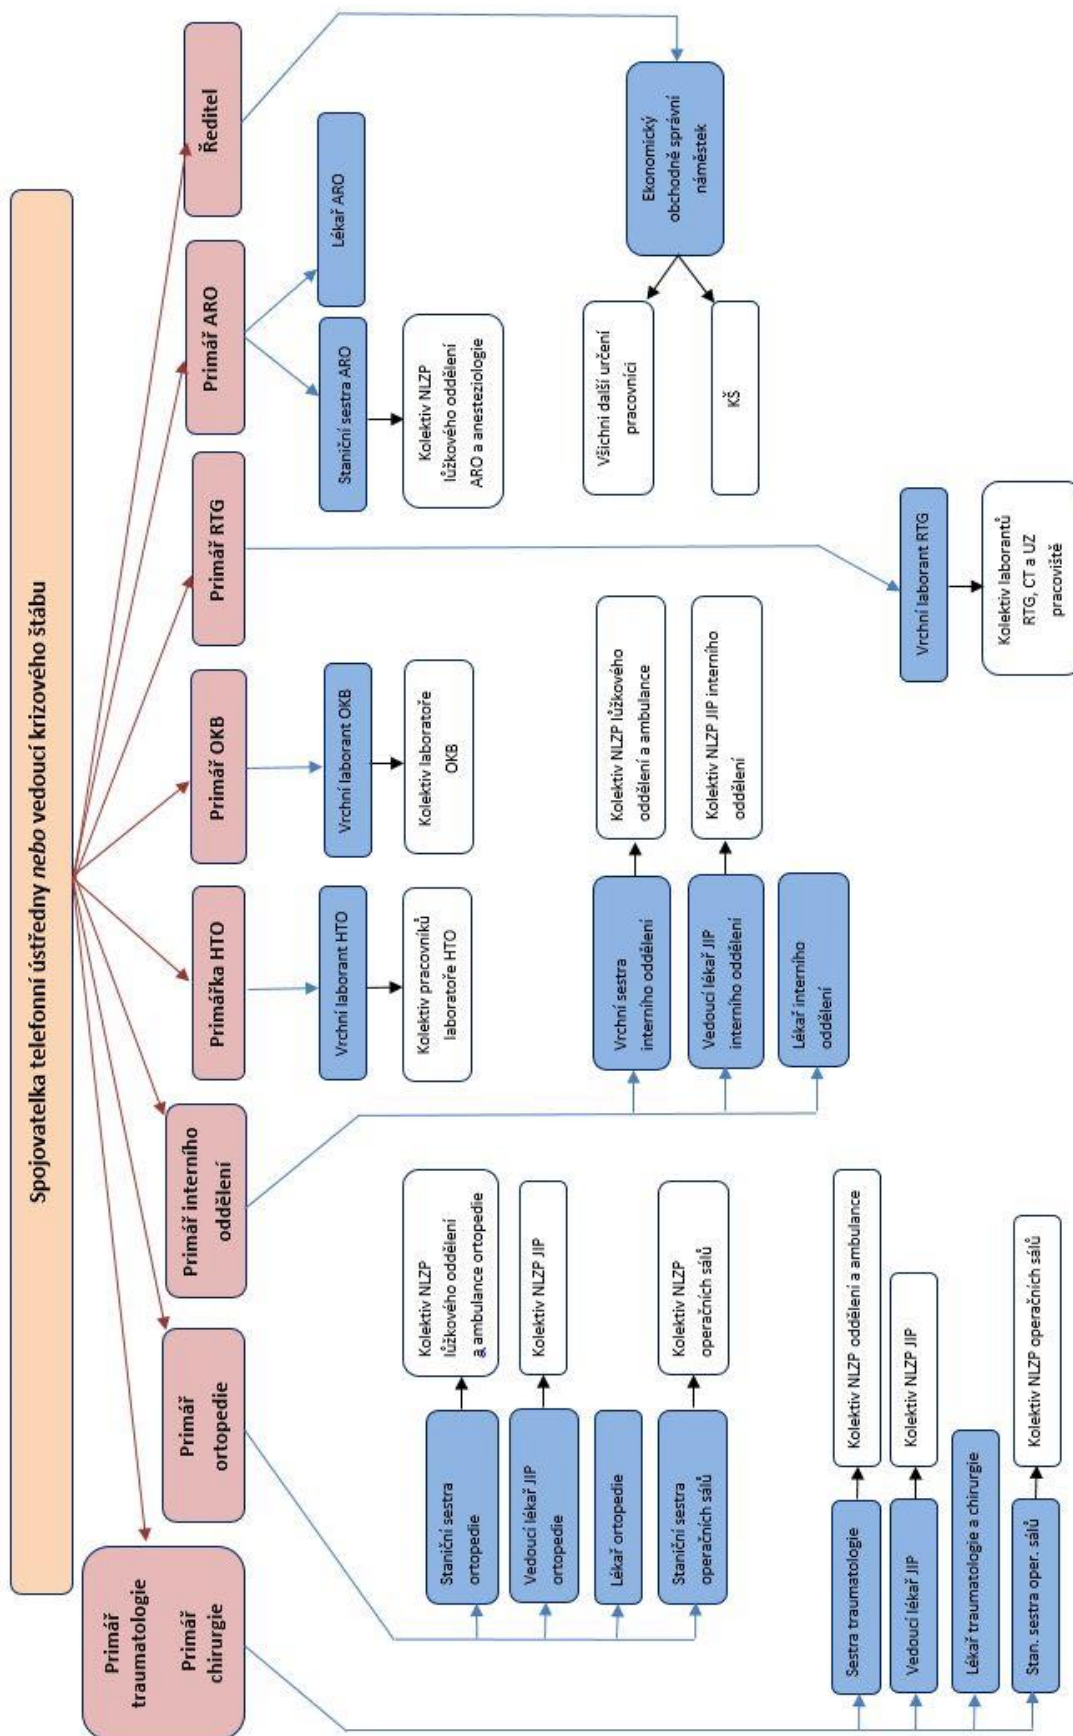 Spojovatelka telefonní ústředny nebo vedoucí krizového štábu
Primář
traumatologie
Primář
chirurgie
Primář
ortopedie
Primář interního
oddělení
Primářka HTO
Primář OKB
Primář RTG
Primář ARO
Ředitel
Sestra traumatologie
Kolektiv NLZP oddělení a ambulance
Vedoucí lékař JIP
Kolektiv NLZP JIP
Lékař traumatologie a chirurgie
Stan. sestra oper. sálů
Kolektiv NLZP operačních sálů
Staniční sestra
ortopedie
Kolektiv NLZP
lůžkového oddělení
a ambulance ortopedie
Vedoucí lékař JIP
ortopedie
Kolektiv NLZP JIP
Lékař ortopedie
Staniční sestra
operačních sálů
Kolektiv NLZP
operačních sálů
Vrchní sestra
interního oddělení
Kolektiv NLZP lůžkového
oddělení a ambulance
Vedoucí lékař JIP
interního oddělení
Kolektiv NLZP JIP interního
oddělení
Lékař interního
oddělení
Vrchní laborant HTO
Kolektiv pracovníků
laboratoře HTO
Vrchní laborant OKB
Kolektiv laboratoře
OKB
Vrchní laborant RTG
Kolektiv laborantů
RTG, CT a UZ
pracoviště
Staniční sestra ARO
Lékař ARO
Kolektiv NLZP
lůžkového oddělení
ARO a anesteziologie
Ekonomický
obchodně správní
náměstek
Všichni další určení
pracovníci
KŠ